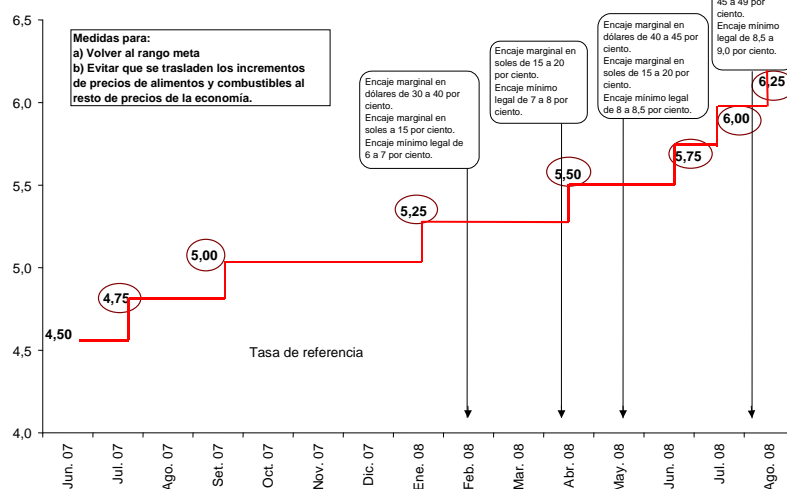 6,5
6,0
5,5
5,0
4,5
4,0
Medidas para:
a) Volver al rango meta
b) Evitar que se trasladen los incrementos
de precios de alimentos y combustibles al
resto de precios de la economía.
Encaje marginal en
dólares de 30 a 40 por
ciento.
Encaje marginal en
soles a 15 por ciento.
Encaje mínimo legal de
6 a 7 por ciento.
Encaje marginal en
soles de 15 a 20
por ciento.
Encaje mínimo
legal de 7 a 8 por
ciento.
Encaje marginal en
dólares de 40 a 45 por
ciento.
Encaje marginal en
soles de 15 a 20 por
ciento.
Encaje mínimo legal
de 8 a 8,5 por ciento.
45 a 49 por
ciento.
Encaje mínimo
legal de 8,5 a
9,0 por ciento.
4,50
4,75
5,00
5,25
5,50
5,75
6,00
6,25
Tasa de referencia
Jun. 07
Jul. 07
Ago. 07
Set. 07
Oct. 07
Nov. 07
Dic. 07
Ene. 08
Feb. 08
Mar. 08
Abr. 08
May. 08
Jun. 08
Jul. 08
Ago. 08